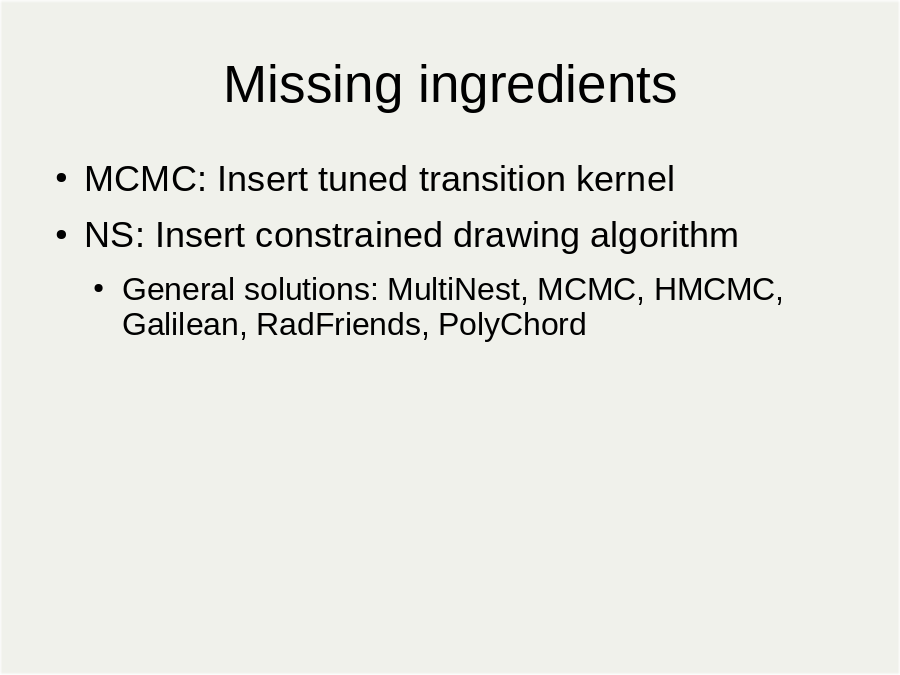 Missing ingredients
• MCMC: Insert tuned transition kernel
• NS: Insert constrained drawing algorithm
• General solutions: MultiNest, MCMC, HMCMC,
Galilean, RadFriends, PolyChord